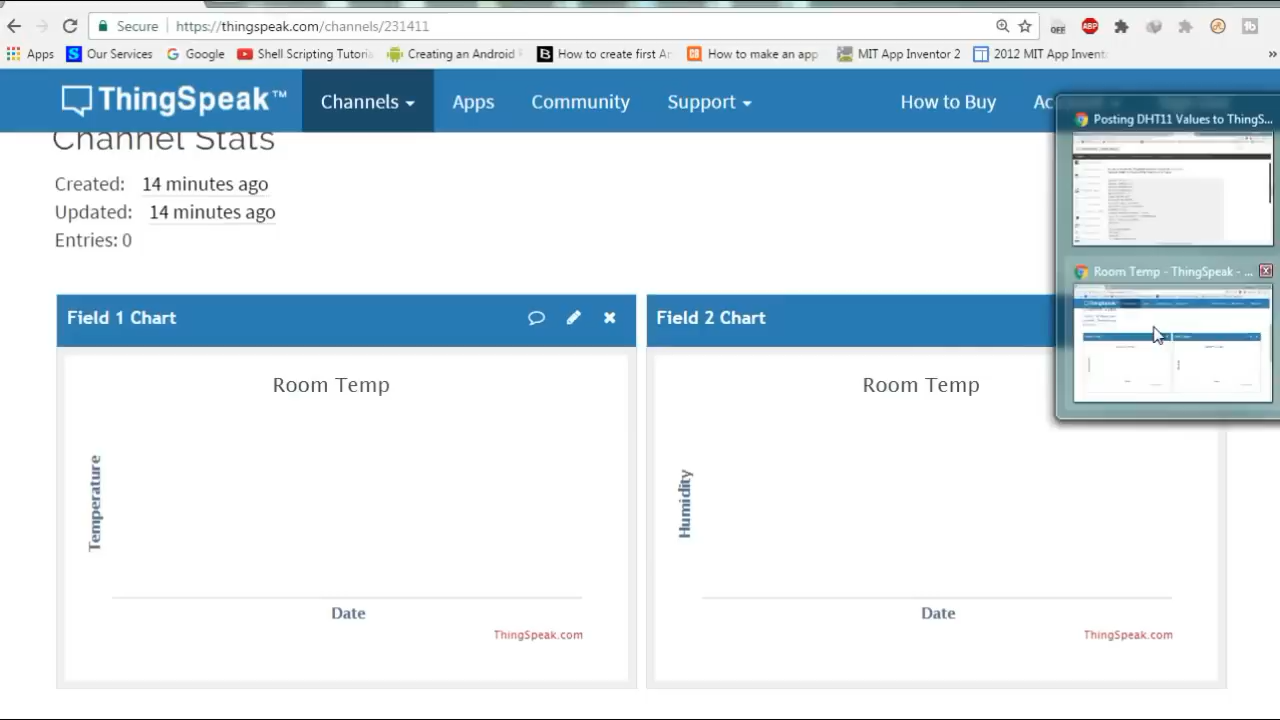 Secure https://thingspeak.com/channels/231411
Apps Our Services Google Shell Scripting Tutori Creating an Android How to create first Ar How to make an app MIT App Inventor 2 2012 MIT App Invent »
ThingSpeak™ Channels Apps Community Support How to Buy
Channel Stats
Created: 14 minutes ago
Updated: 14 minutes ago
Entries: 0
Field 1 Chart
Room Temp
Temperature
Date
ThingSpeak.com
Field 2 Chart
Room Temp
Humidity
Date
ThingSpeak.com
Posting DHT11 Values to ThingS...
Room Temp - ThingSpeak - ...